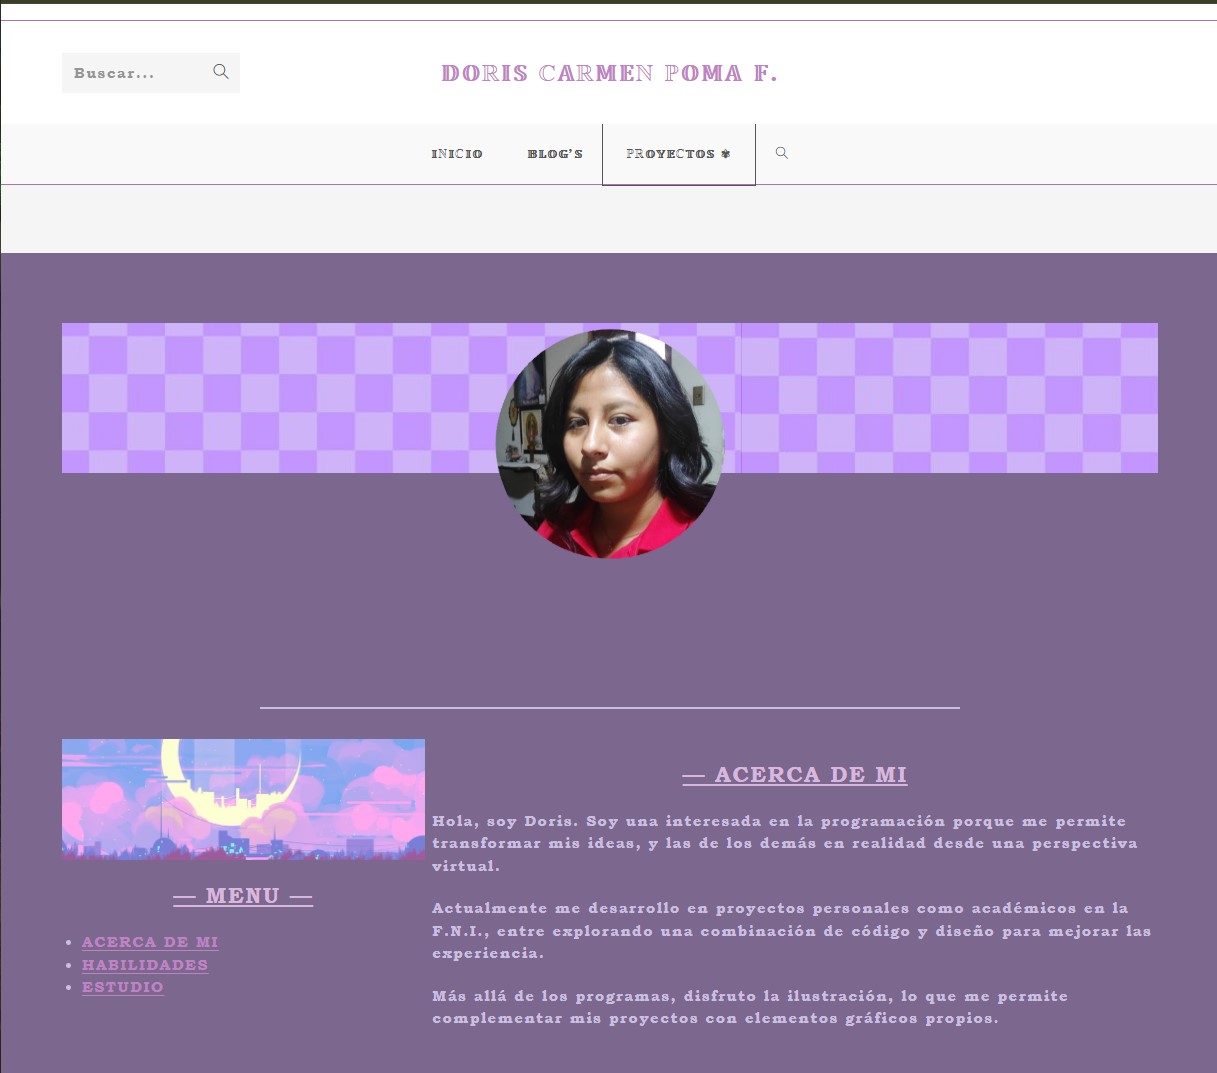 Buscar...
DORIS CARMEN POMA F.
INICIO BLOG'S PROYECTOS ✾
— ACERCA DE MI
Hola, soy Doris. Soy una interesada en la programación porque me permite
transformar mis ideas, y las de los demás en realidad desde una perspectiva
virtual.
Actualmente me desarrollo en proyectos personales como académicos en la
F.N.I., entre explorando una combinación de código y diseño para mejorar las
experiencia.
Más allá de los programas, disfruto la ilustración, lo que me permite
complementar mis proyectos con elementos gráficos propios.
— MENU —
• ACERCA DE MI
• HABILIDADES
• ESTUDIO